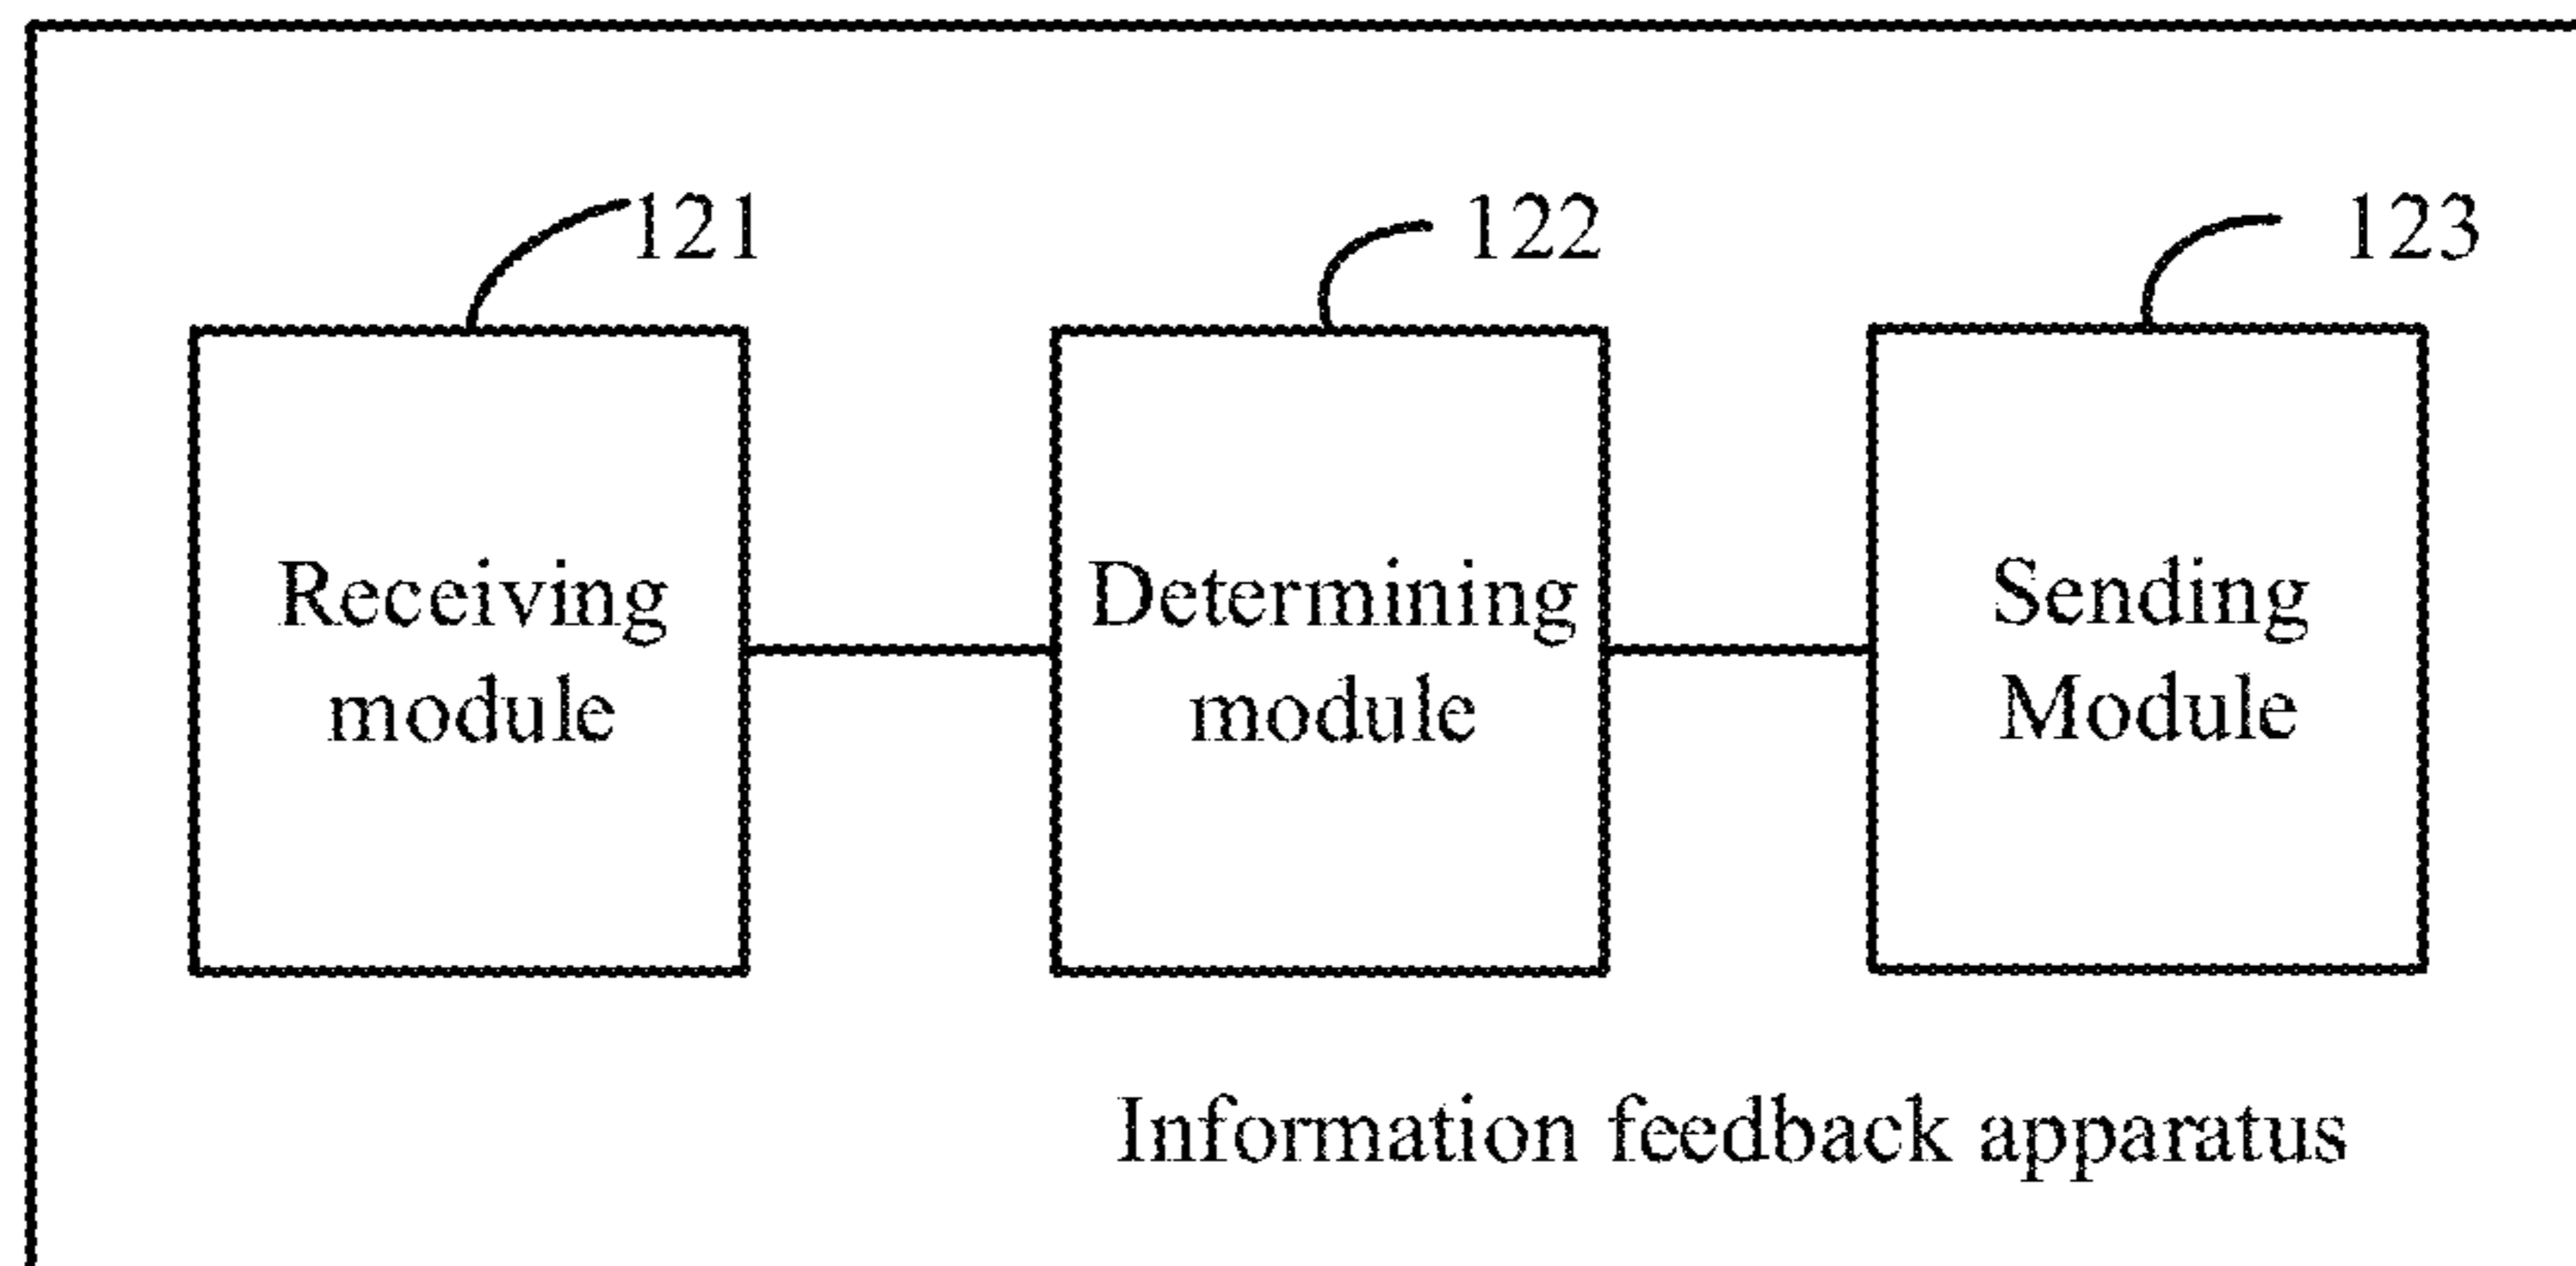 121
122
123
Receiving
module
Determining
module
Sending
Module
Information feedback apparatus